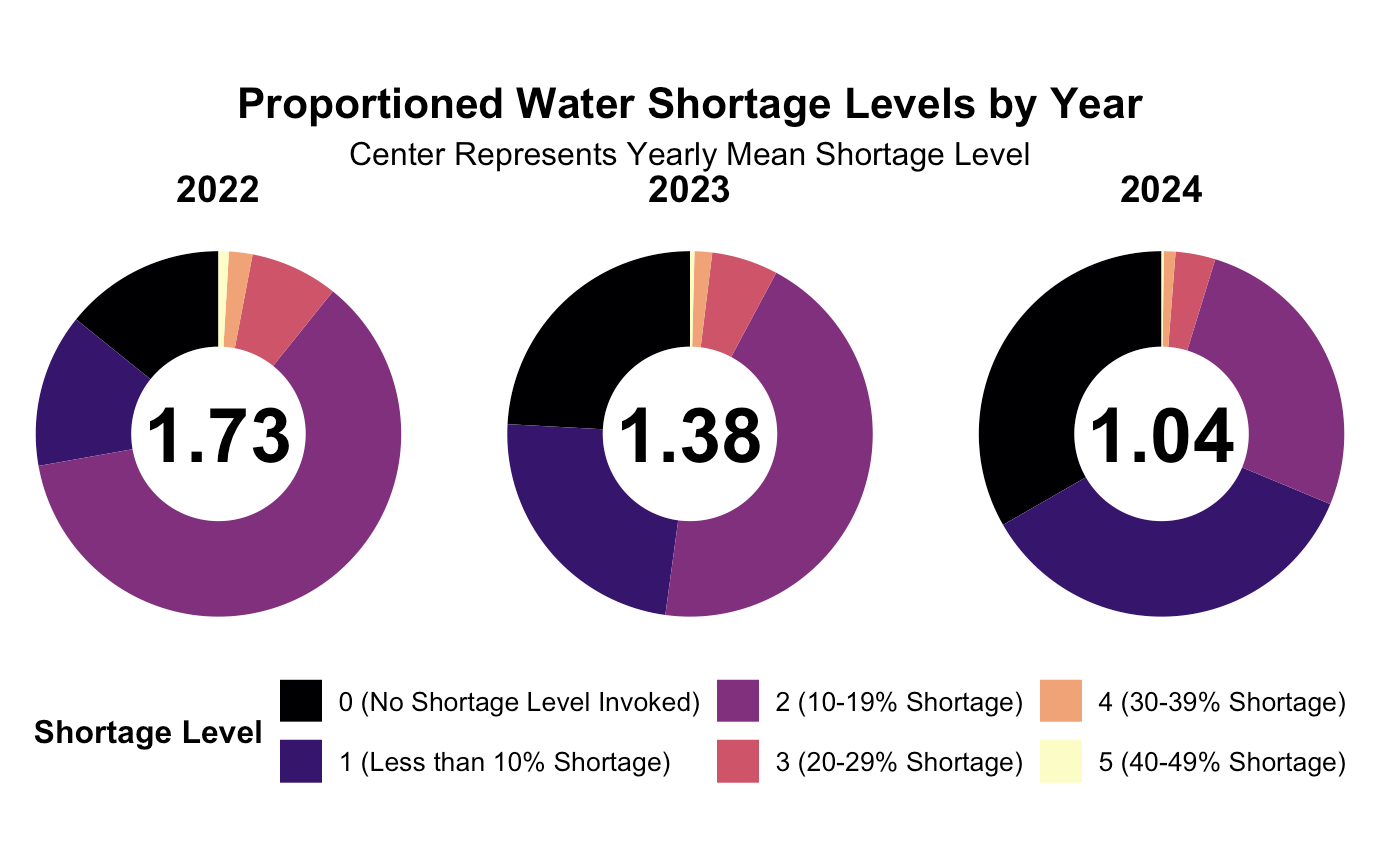 Proportioned Water Shortage Levels by Year
Center Represents Yearly Mean Shortage Level
2022
2023
2024
1.73
1.38
1.04
Shortage Level
0 (No Shortage Level Invoked)
1 (Less than 10% Shortage)
2 (10-19% Shortage)
3 (20-29% Shortage)
4 (30-39% Shortage)
5 (40-49% Shortage)